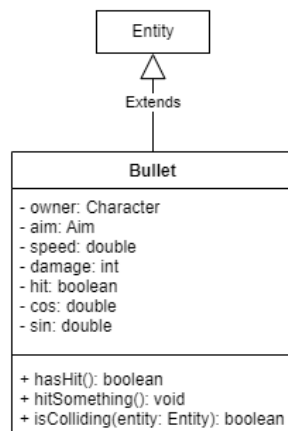 Entity
Extends
Bullet
- owner: Character
- aim: Aim
- speed: double
- damage: int
- hit: boolean
- cos: double
- sin: double
+ hasHit(): boolean
+ hitSomething(): void
+ isColliding(entity: Entity): boolean